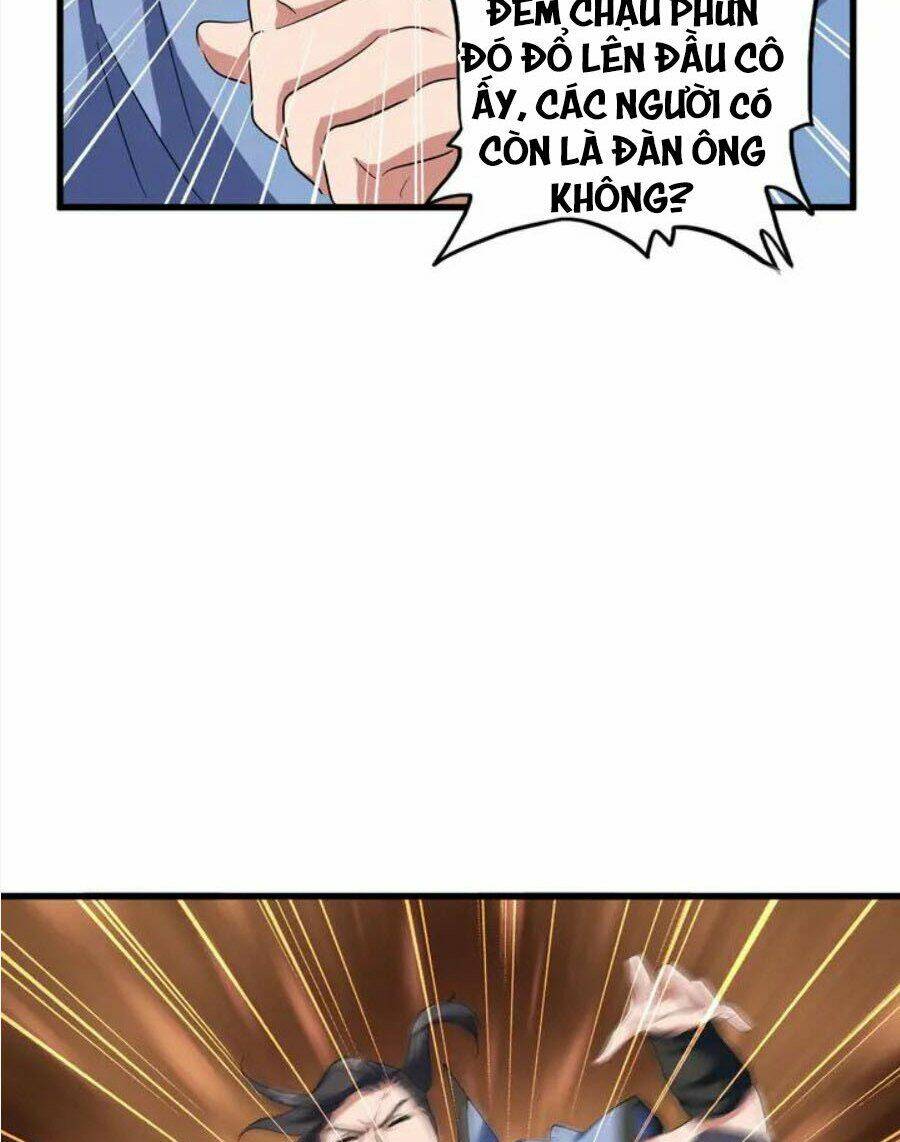 ĐEM CHẬU PHÂN
ĐÓ ĐỔ LÊN ĐẦU CÔ
ẤY, CÁC NGƯỜI CÓ
CÒN LÀ ĐÀN ÔNG
KHÔNG?